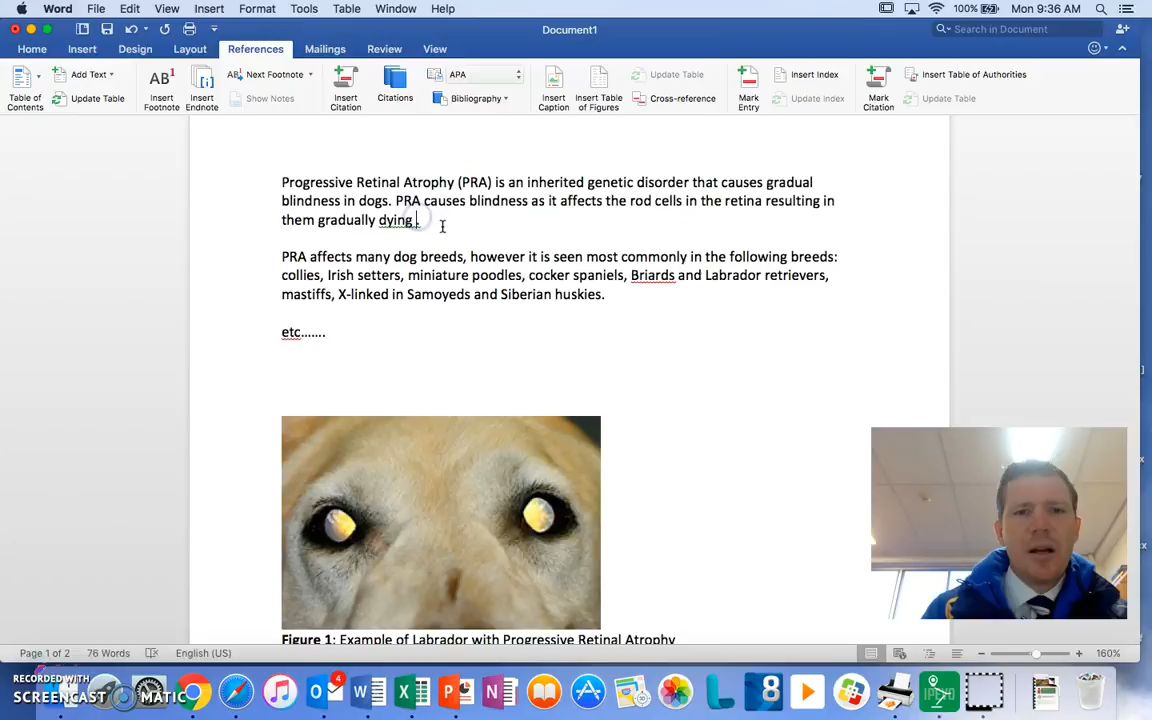 Word File Edit View Insert Format Tools Table Window Help 100% Mon 9:36 AM
Document1 Search in Document
Home Insert Design Layout References Mailings Review View
Table of Contents Add Text Update Table AB1 Insert Footnote Insert Endnote AB1 Next Footnote Show Notes Insert Citation Citations APA Bibliography Insert Caption Insert Table of Figures Update Table Cross-reference Mark Entry Insert Index Update Index Mark Citation Insert Table of Authorities Update Table
Progressive Retinal Atrophy (PRA) is an inherited genetic disorder that causes gradual
blindness in dogs. PRA causes blindness as it affects the rod cells in the retina resulting in
them gradually dying .
PRA affects many dog breeds, however it is seen most commonly in the following breeds:
collies, Irish setters, miniature poodles, cocker spaniels, Briards and Labrador retrievers,
mastiffs, X-linked in Samoyeds and Siberian huskies.
etc…….
Figure 1: Example of Labrador with Progressive Retinal Atrophy
Page 1 of 2 76 Words English (US) 160%
RECORDED WITH
SCREENCAST MATIC
4
8